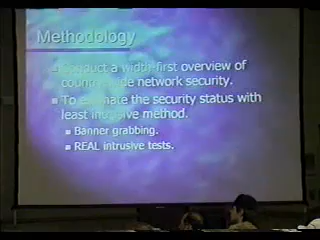 Methodology
Conduct a width first overview of
country wide network security.
To estimate the security status with
least intrusive method.
Banner grabbing.
REAL intrusive tests.